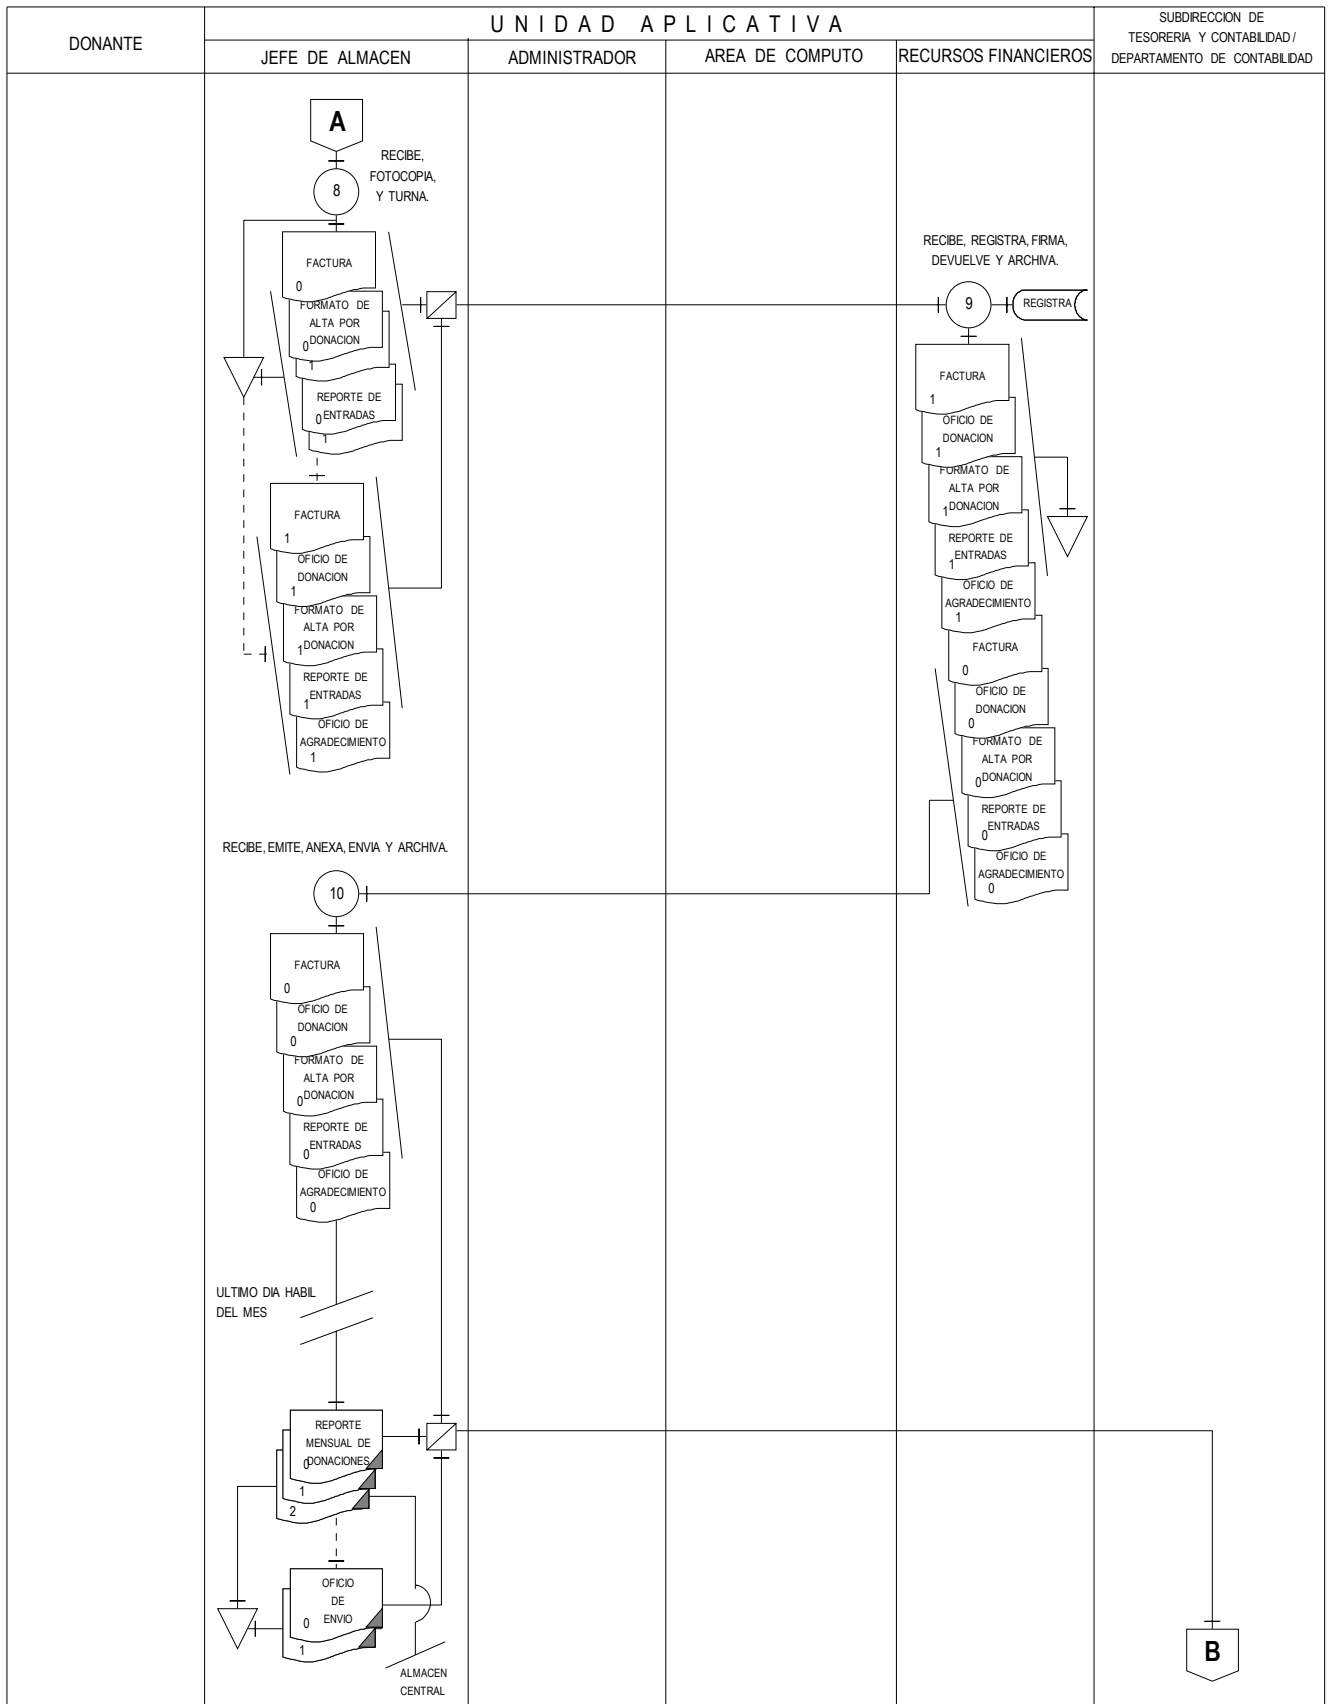 DONANTE
UNIDAD APLICATIVA
JEFE DE ALMACEN
ADMINISTRADOR
AREA DE COMPUTO
RECURSOS FINANCIEROS
SUBDIRECCION DE
TESORERIA Y CONTABILIDAD /
DEPARTAMENTO DE CONTABILIDAD
A
RECIBE,
FOTOCOPIA,
Y TURNA.
8
FACTURA
0
FORMATO DE
ALTA POR
DONACION
0
1
REPORTE DE
ENTRADAS
0
1
FACTURA
1
OFICIO DE
DONACION
1
FORMATO DE
ALTA POR
DONACION
1
REPORTE DE
ENTRADAS
1
OFICIO DE
AGRADECIMIENTO
1
RECIBE, REGISTRA, FIRMA,
DEVUELVE Y ARCHIVA.
9
REGISTRA
FACTURA
1
OFICIO DE
DONACION
1
FORMATO DE
ALTA POR
DONACION
1
REPORTE DE
ENTRADAS
1
OFICIO DE
AGRADECIMIENTO
1
FACTURA
0
OFICIO DE
DONACION
0
FORMATO DE
ALTA POR
DONACION
0
REPORTE DE
ENTRADAS
0
OFICIO DE
AGRADECIMIENTO
0
RECIBE, EMITE, ANEXA, ENVIA Y ARCHIVA.
10
FACTURA
0
OFICIO DE
DONACION
0
FORMATO DE
ALTA POR
DONACION
0
REPORTE DE
ENTRADAS
0
OFICIO DE
AGRADECIMIENTO
0
ULTIMO DIA HABIL
DEL MES
REPORTE
MENSUAL DE
DONACIONES
0
1
2
OFICIO
DE
ENVIO
0
1
ALMACEN
CENTRAL
B